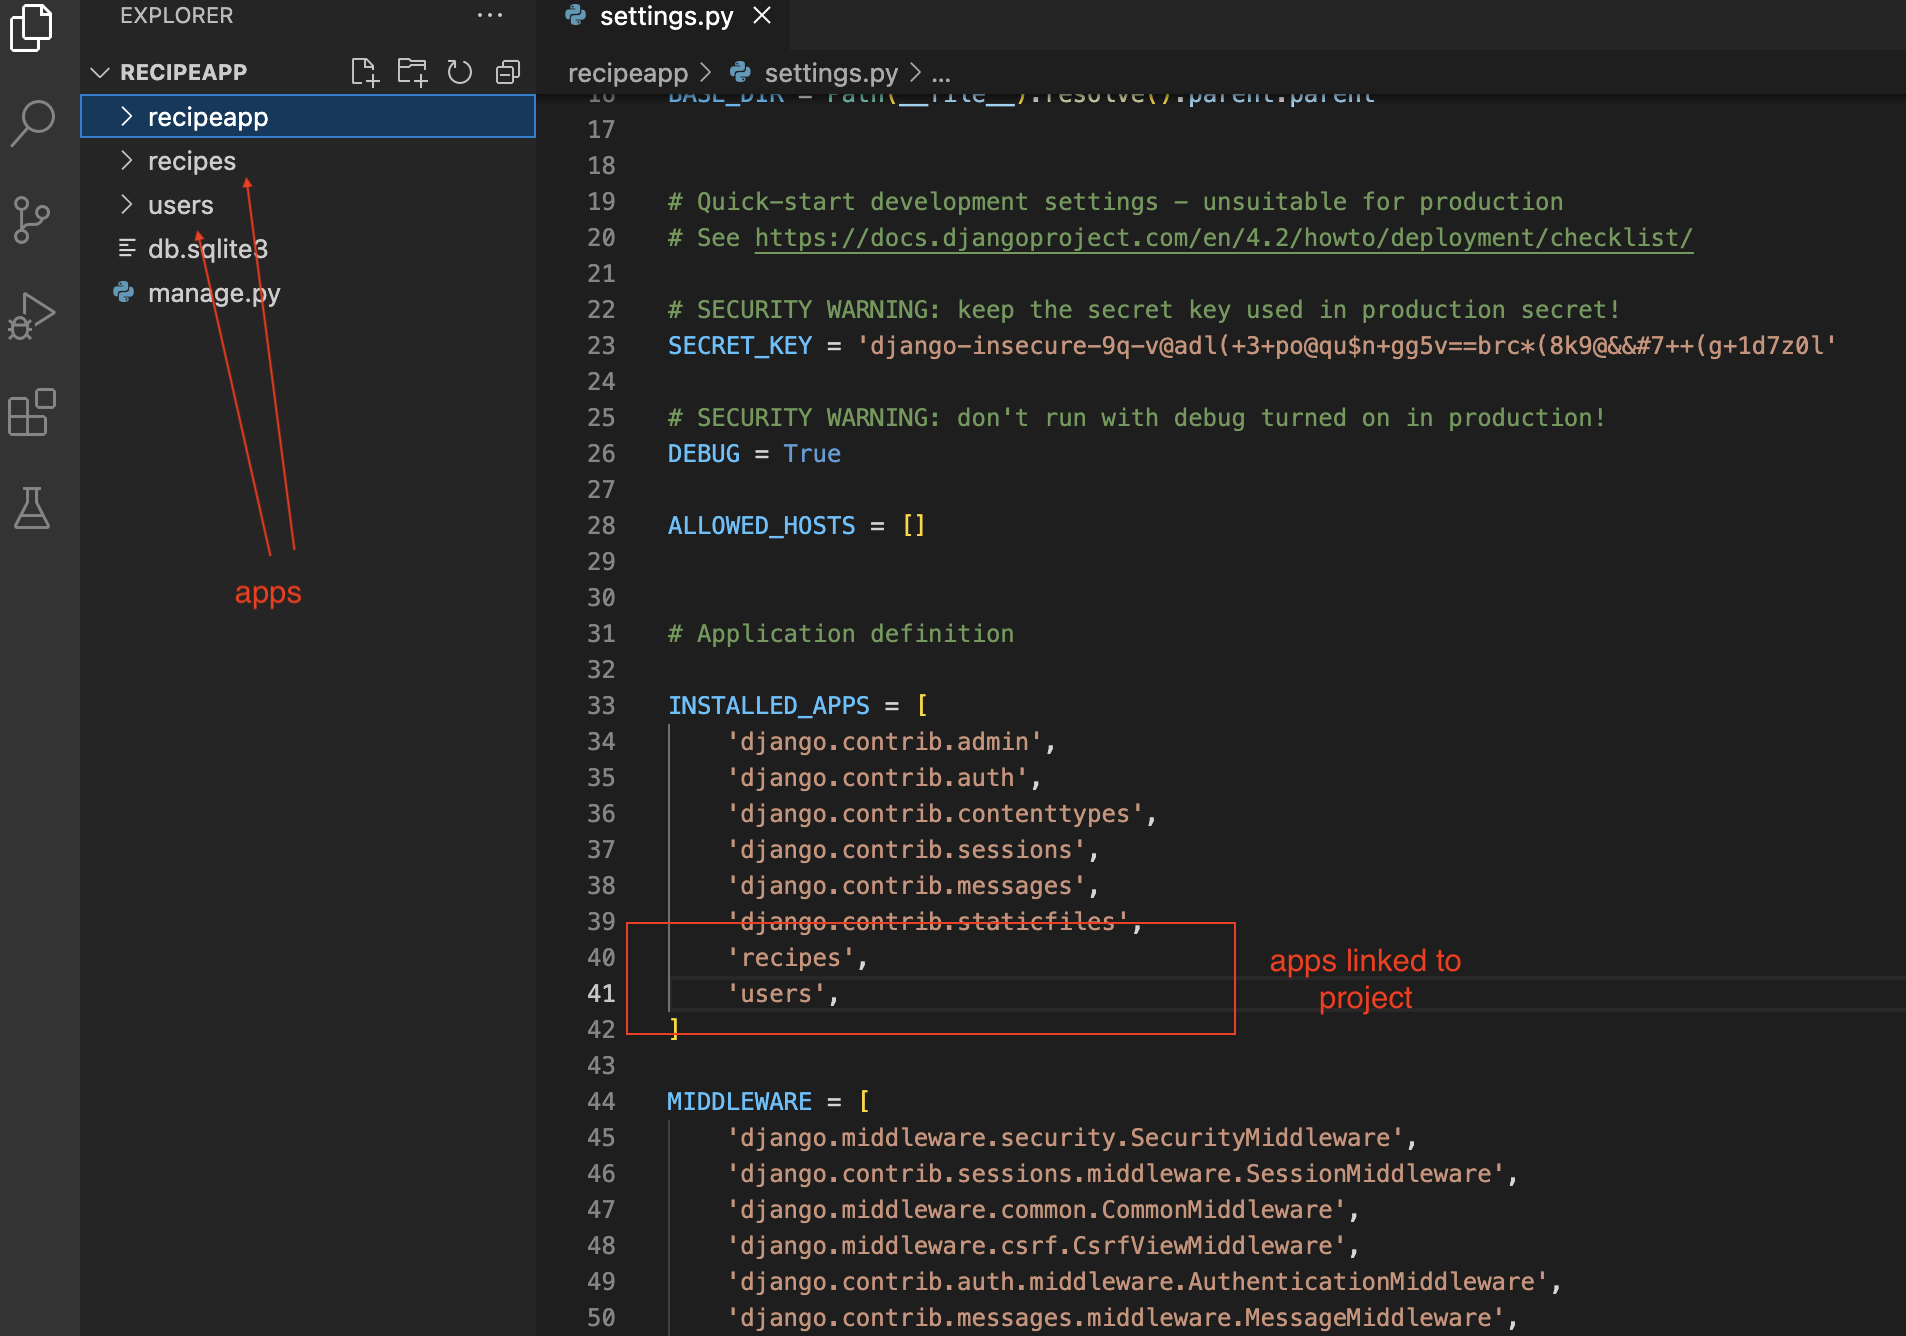 EXPLORER
RECIPEAPP
recipeapp
recipes
users
db.sqlite3
manage.py
apps
settings.py
recipeapp > settings.py > ...
16 BASE_DIR = Path(__file__).resolve().parent.parent
17
18
19 # Quick-start development settings - unsuitable for production
20 # See https://docs.djangoproject.com/en/4.2/howto/deployment/checklist/
21
22 # SECURITY WARNING: keep the secret key used in production secret!
23 SECRET_KEY = 'django-insecure-9q-v@adl(+3+po@qu$n+gg5v==brc*(8k9@&&#7++(g+1d7z0l'
24
25 # SECURITY WARNING: don't run with debug turned on in production!
26 DEBUG = True
27
28 ALLOWED_HOSTS = []
29
30
31 # Application definition
32
33 INSTALLED_APPS = [
34 'django.contrib.admin',
35 'django.contrib.auth',
36 'django.contrib.contenttypes',
37 'django.contrib.sessions',
38 'django.contrib.messages',
39 'django.contrib.staticfiles',
40 'recipes',
41 'users',
42 ]
apps linked to
project
43
44 MIDDLEWARE = [
45 'django.middleware.security.SecurityMiddleware',
46 'django.contrib.sessions.middleware.SessionMiddleware',
47 'django.middleware.common.CommonMiddleware',
48 'django.middleware.csrf.CsrfViewMiddleware',
49 'django.contrib.auth.middleware.AuthenticationMiddleware',
50 'django.contrib.messages.middleware.MessageMiddleware',